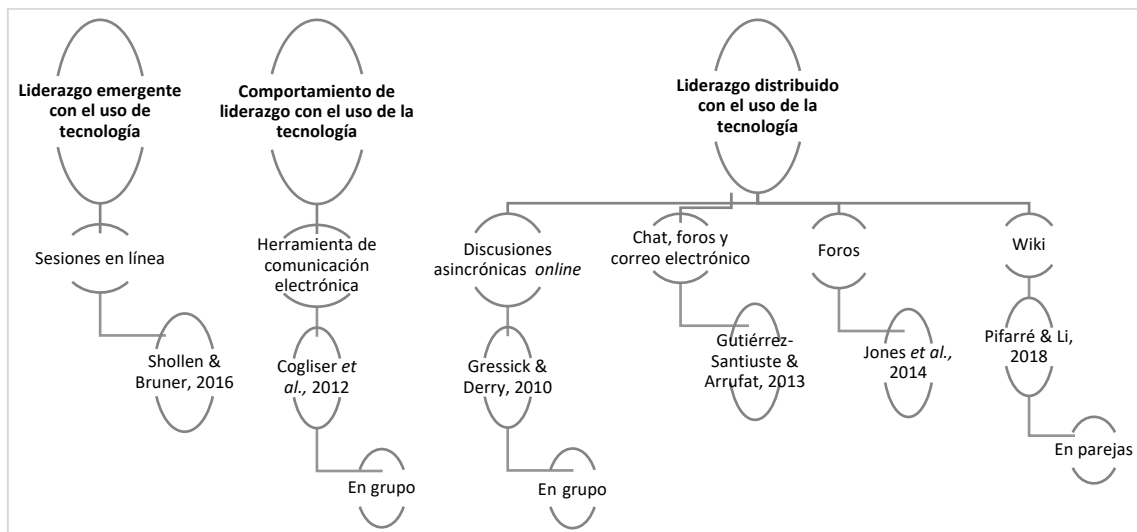 Liderazgo emergente
con el uso de
tecnología
Comportamiento de
liderazgo con el uso de la
tecnología
Liderazgo distribuido
con el uso de la
tecnología
Sesiones en línea
Herramienta de
comunicación
electrónica
Discusiones
asincrónicas online
Chat, foros y
correo electrónico
Foros
Wiki
Shollen &
Bruner, 2016
Cogliser et
al., 2012
Gressick &
Derry, 2010
Gutiérrez-
Santiuste &
Arrufat, 2013
Jones et al.,
2014
Pifarré & Li,
2018
En grupo
En grupo
En parejas